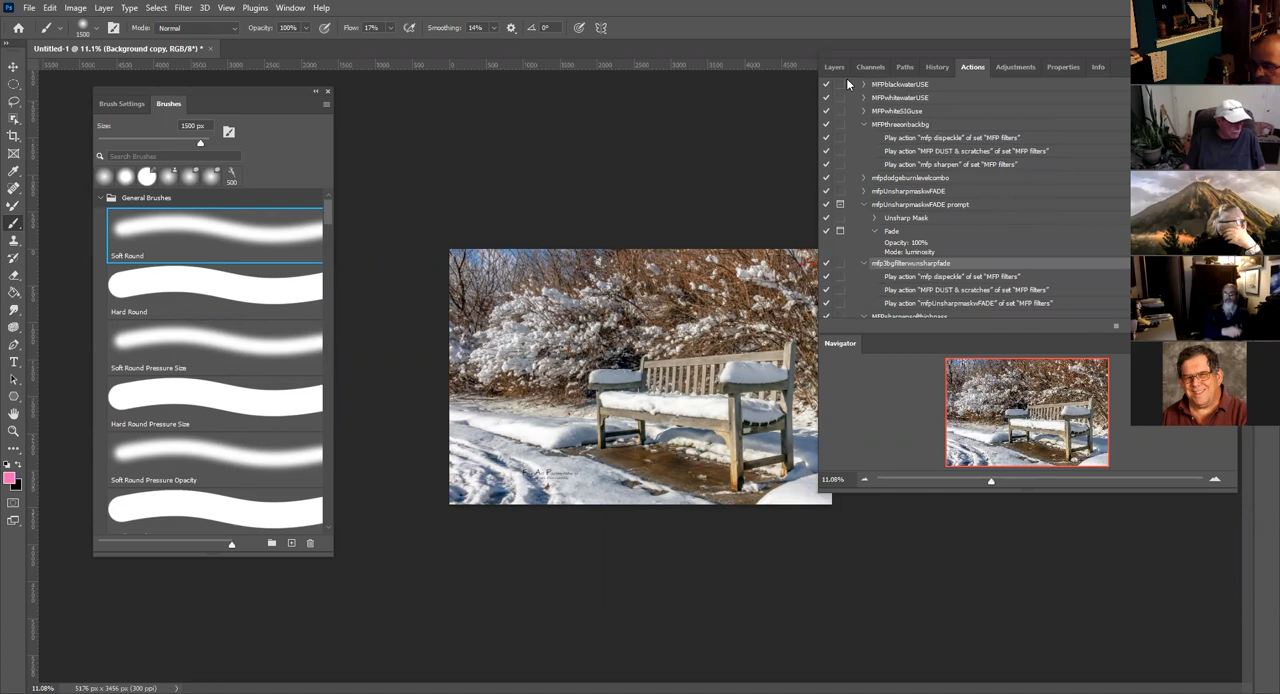 File Edit Image Layer Type Select Filter 3D View Plugins Window Help
1500 Mode: Normal Opacity: 100% Flow: 17% Smoothing: 14% 0°
Untitled-1 @ 11.1% (Background copy, RGB/8*) * ×
Brush Settings Brushes
Size: 1500 px
Search Brushes
500
General Brushes
Soft Round
Hard Round
Soft Round Pressure Size
Hard Round Pressure Size
Soft Round Pressure Opacity
Layers Channels Paths History Actions Adjustments Properties Info
MFPblackwaterUSE
MFPwhitewaterUSE
MFPwhiteSIGuse
MFPthreeonbackbg
Play action "mfp dispeckle" of set "MFP filters"
Play action "MFP DUST & scratches" of set "MFP filters"
Play action "mfp sharpen" of set "MFP filters"
mfpdodgeburnlevelcombo
mfpUnsharpmaskwFADE
mfpUnsharpmaskwFADE prompt
Unsharp Mask
Fade
Opacity: 100%
Mode: luminosity
mfp3bgfilterwunsharpfade
Play action "mfp dispeckle" of set "MFP filters"
Play action "MFP DUST & scratches" of set "MFP filters"
Play action "mfpUnsharpmaskwFADE" of set "MFP filters"
Navigator
11.08%
11.08% 5176 px x 3456 px (300 ppi)